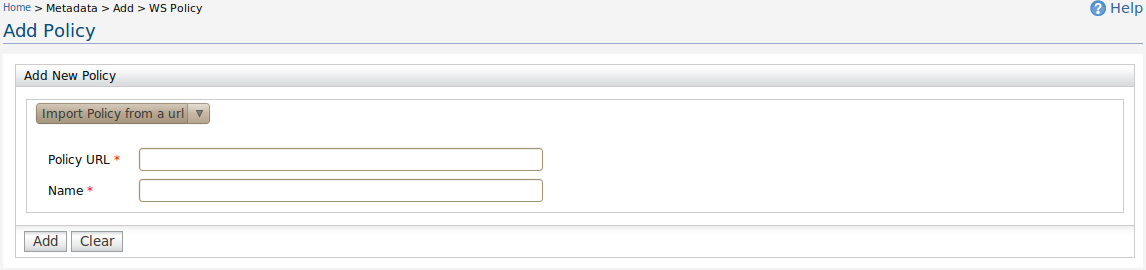 Home > Metadata > Add > WS Policy
Help
Add Policy
Add New Policy
Import Policy from a url
Policy URL *
Name *
Add Clear